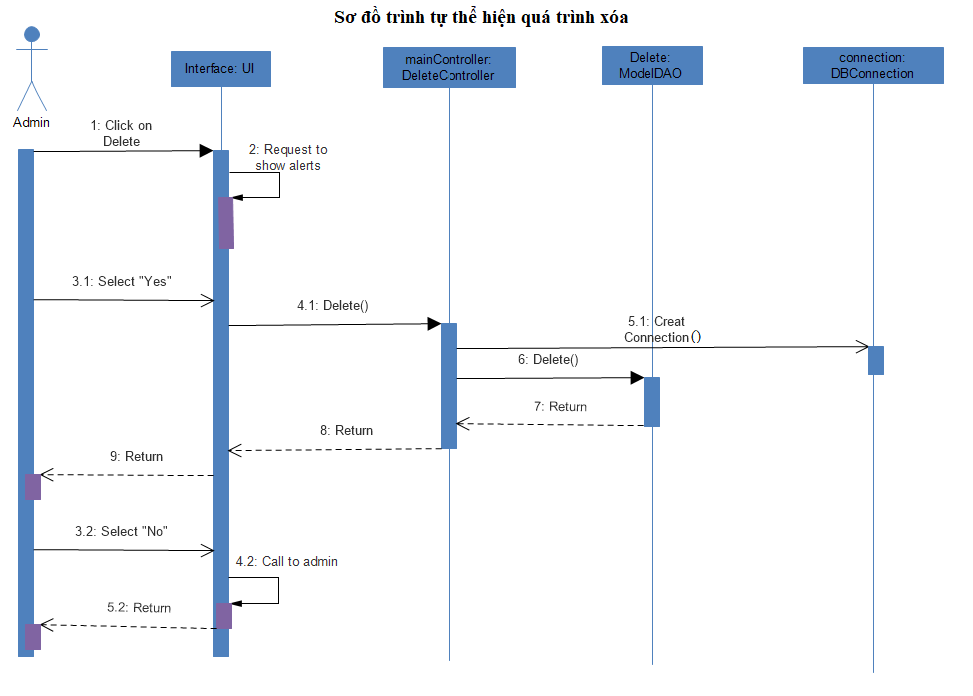 Sơ đồ trình tự thể hiện quá trình xóa
Admin
Interface: UI
mainController:
DeleteController
Delete:
ModelDAO
connection:
DBConnection
1: Click on
Delete
2: Request to
show alerts
3.1: Select "Yes"
4.1: Delete()
5.1: Creat
Connection()
6: Delete()
7: Return
8: Return
9: Return
3.2: Select "No"
4.2: Call to admin
5.2: Return